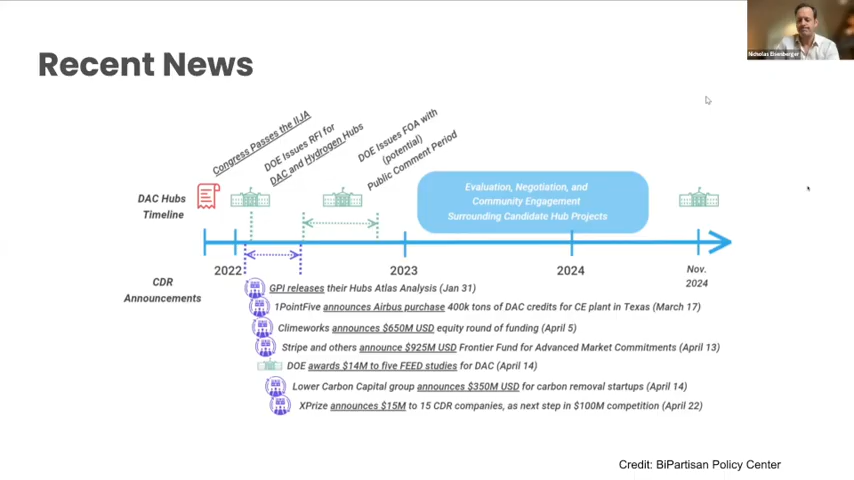 Nicholas Eisenberger
Recent News
Congress Passes the IIJA
DOE Issues RFI for
DAC and Hydrogen Hubs
DOE Issues FOA with
(potential)
Public Comment Period
DAC Hubs
Timeline
Evaluation, Negotiation, and
Community Engagement
Surrounding Candidate Hub Projects
2022
2023
2024
Nov.
2024
CDR
Announcements
GPI releases their Hubs Atlas Analysis (Jan 31)
1PointFive announces Airbus purchase 400k tons of DAC credits for CE plant in Texas (March 17)
Climeworks announces $650M USD equity round of funding (April 5)
Stripe and others announce $925M USD Frontier Fund for Advanced Market Commitments (April 13)
DOE awards $14M to five FEED studies for DAC (April 14)
Lower Carbon Capital group announces $350M USD for carbon removal startups (April 14)
XPrize announces $15M to 15 CDR companies, as next step in $100M competition (April 22)
Credit: BiPartisan Policy Center